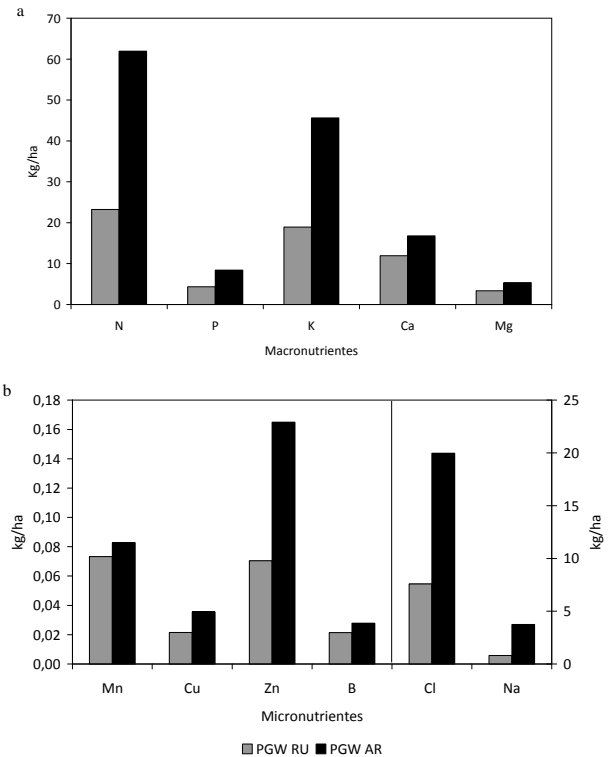 a
70
60
50
40
30
20
10
0
Kg/ha
N P K Ca Mg
Macronutrientes
b
0,18
0,16
0,14
0,12
0,10
0,08
0,06
0,04
0,02
0,00
kg/ha
25
20
15
10
5
0
kg/ha
Mn Cu Zn B Cl Na
Micronutrientes
PGW RU PGW AR